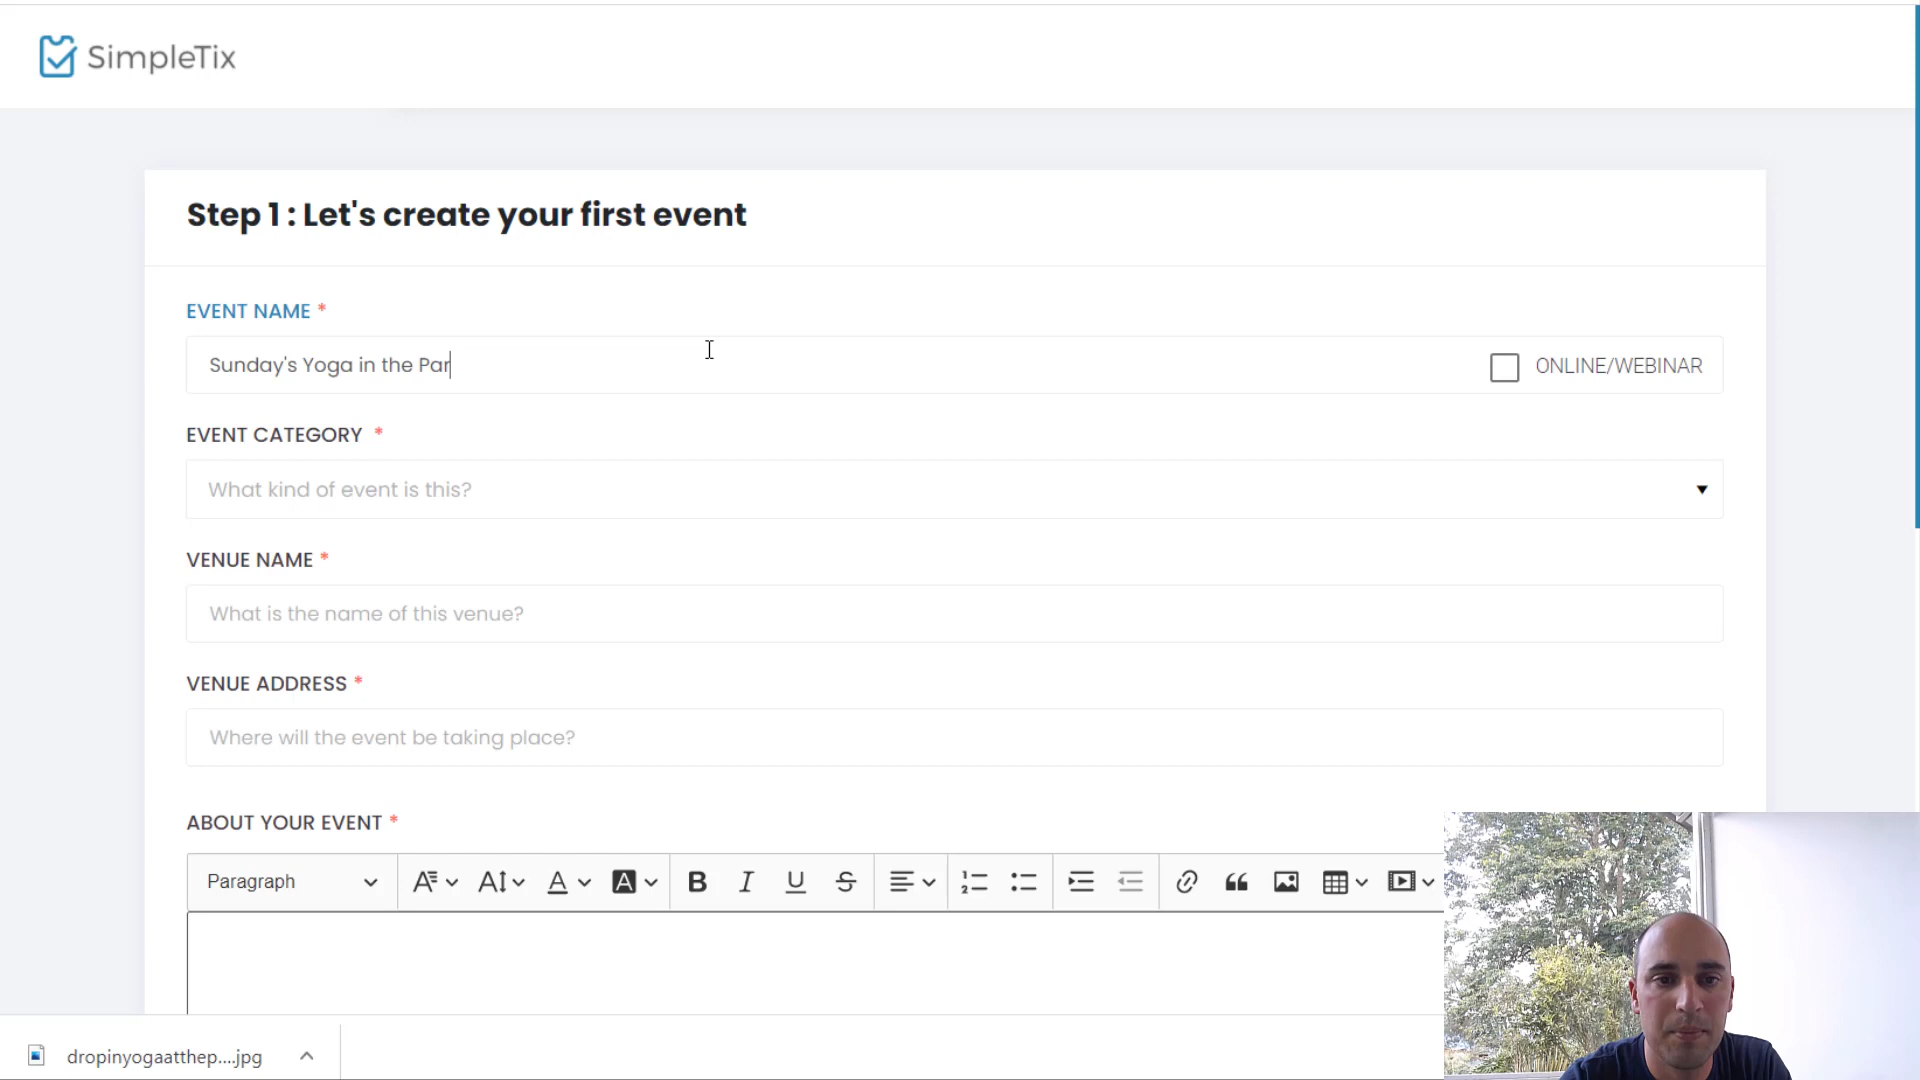 SimpleTix
Step 1 : Let's create your first event
EVENT NAME *
Sunday's Yoga in the Par
ONLINE/WEBINAR
EVENT CATEGORY *
What kind of event is this?
VENUE NAME *
What is the name of this venue?
VENUE ADDRESS *
Where will the event be taking place?
ABOUT YOUR EVENT *
Paragraph
dropinyogaatthep....jpg